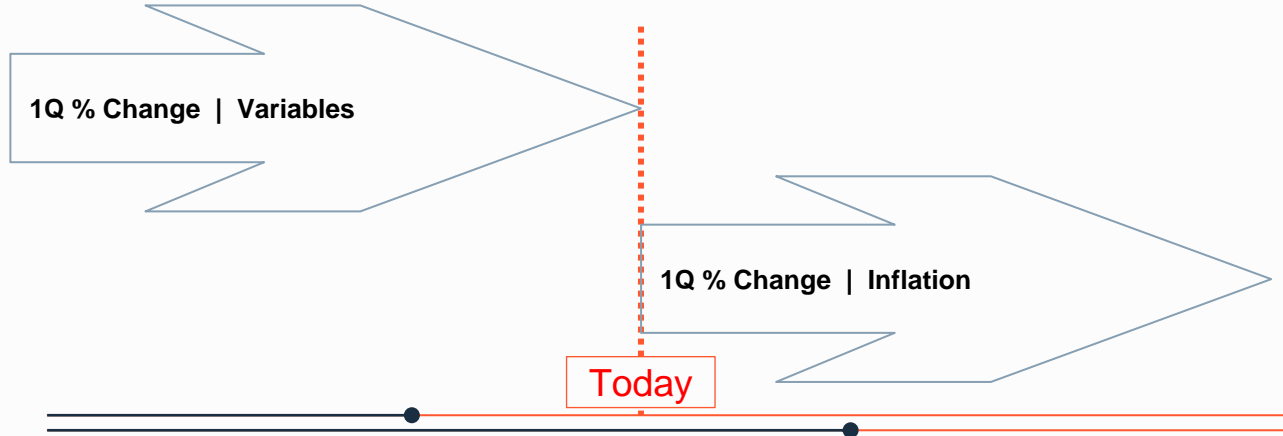 1Q % Change | Variables
1Q % Change | Inflation
Today